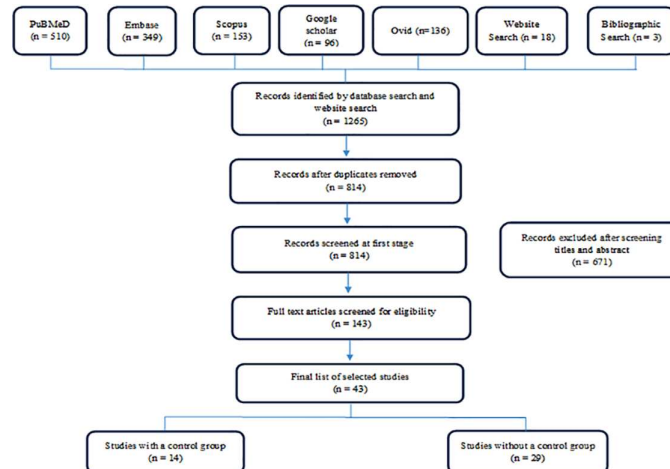 PuBMeD
(n = 510)
Embase
(n = 349)
Scopus
(n = 153)
Google
scholar
(n = 96)
Ovid (n=136)
Website
Search (n = 18)
Bibliographic
Search (n = 3)
Records identified by database search and
website search
(n = 1265)
Records after duplicates removed
(n = 814)
Records screened at first stage
(n = 814)
Records excluded after screening
titles and abstract
(n = 671)
Full text articles screened for eligibility
(n = 143)
Final list of selected studies
(n = 43)
Studies with a control group
(n = 14)
Studies without a control group
(n = 29)